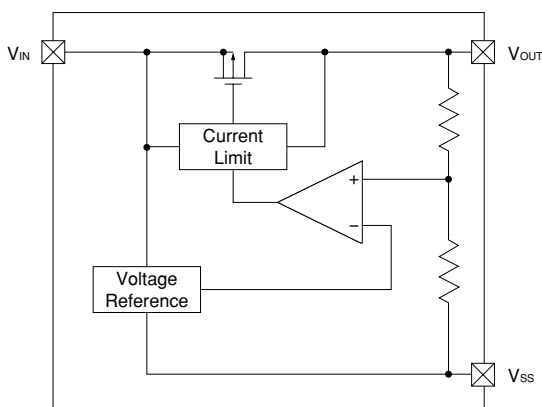 VIN
VOUT
Current
Limit
+
−
Voltage
Reference
VSS